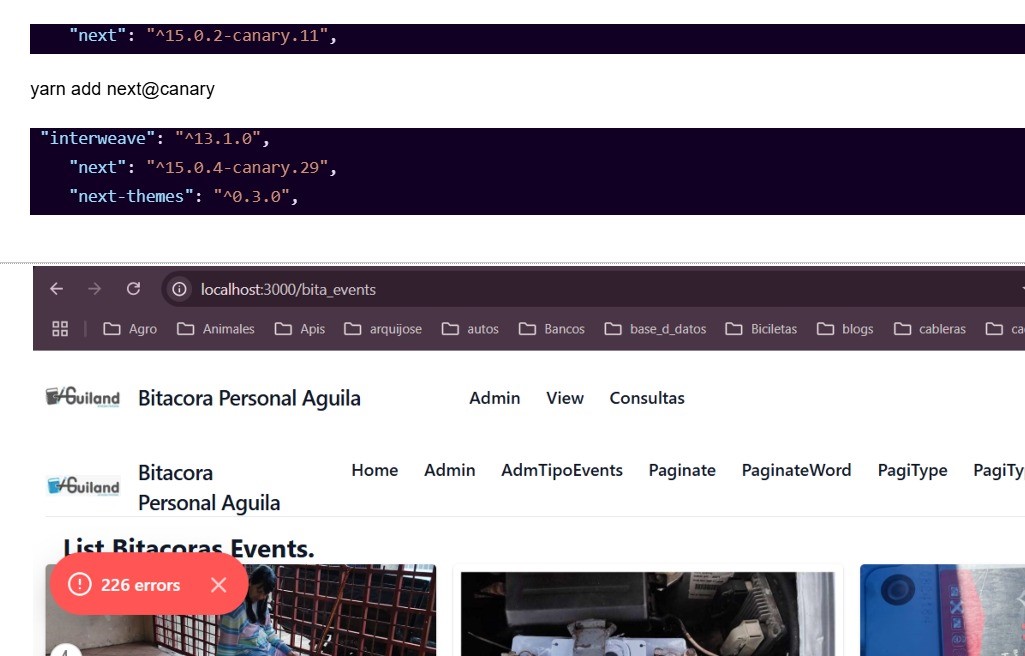 "next": "^15.0.2-canary.11",
yarn add next@canary
"interweave": "^13.1.0",
"next": "^15.0.4-canary.29",
"next-themes": "^0.3.0",
localhost:3000/bita_events
Agro Animales Apis arquijose autos Bancos base_d_datos Biciletas blogs cableras
Guiland Bitacora Personal Aguila Admin View Consultas
Guiland Bitacora Personal Aguila
Home Admin AdmTipoEvents Paginate PaginateWord PagiType PagiTy
List Bitacoras Events.
226 errors